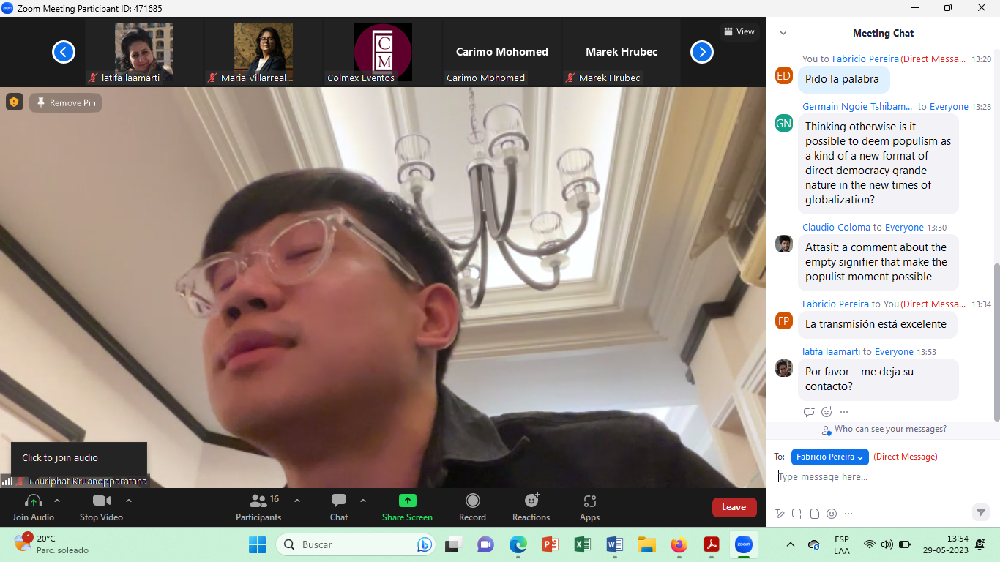 Zoom Meeting Participant ID: 471685
View
latifa laamarti
Maria Villarreal
C
M
Colmex Eventos
Carimo Mohomed
Carimo Mohomed
Marek Hrubec
Marek Hrubec
Remove Pin
Click to join audio
Kruanopparatana
Join Audio
Stop Video
16
Participants
Chat
Share Screen
Record
Reactions
Apps
Leave
Meeting Chat
You to Fabricio Pereira(Direct Messa... 13:20
ED
Pido la palabra
Germain Ngoie Tshibam... to Everyone 13:28
GN
Thinking otherwise is it
possible to deem populism as
a kind of a new format of
direct democracy grande
nature in the new times of
globalization?
Claudio Coloma to Everyone 13:30
Attasit: a comment about the
empty signifier that make the
populist moment possible
Fabricio Pereira to You(Direct Messa... 13:34
FP
La transmisión está excelente
latifa laamarti to Everyone 13:53
Por favor me deja su
contacto?
Who can see your messages?
To: Fabricio Pereira (Direct Message)
Type message here...
1
20°C
Parc. soleado
Buscar
zoom
ESP
LAA
13:54
29-05-2023